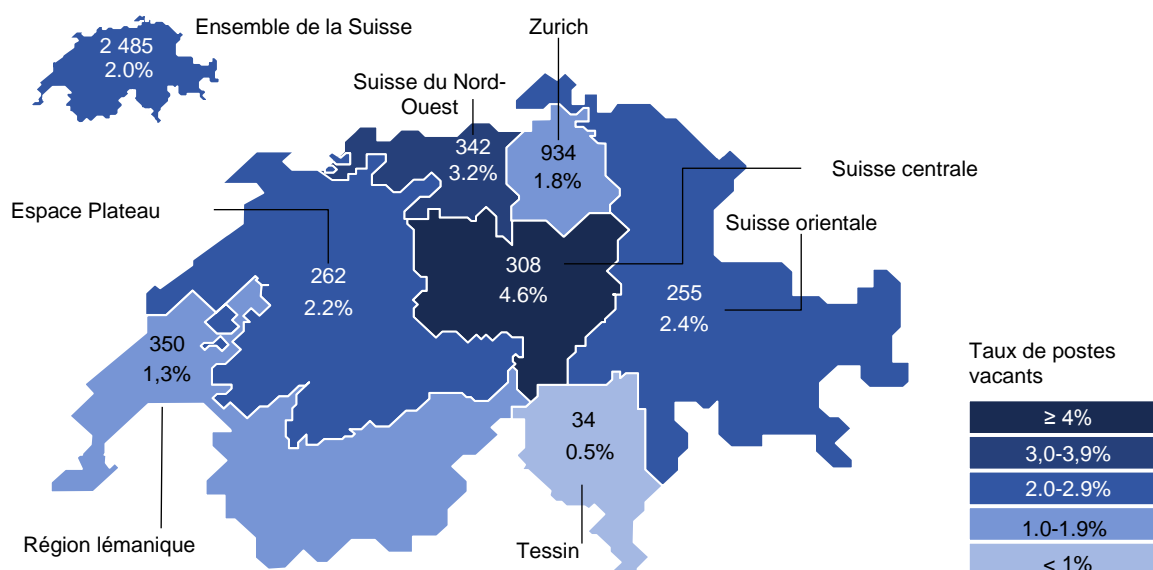 Ensemble de la Suisse
2 485
2.0%
Zurich
Suisse du Nord-
Ouest
342
3.2%
934
1.8%
Suisse centrale
Espace Plateau
Suisse orientale
308
4.6%
262
2.2%
255
2.4%
350
1,3%
34
0.5%
Région lémanique
Tessin
Taux de postes
vacants
≥ 4%
3,0-3,9%
2.0-2.9%
1.0-1.9%
< 1%